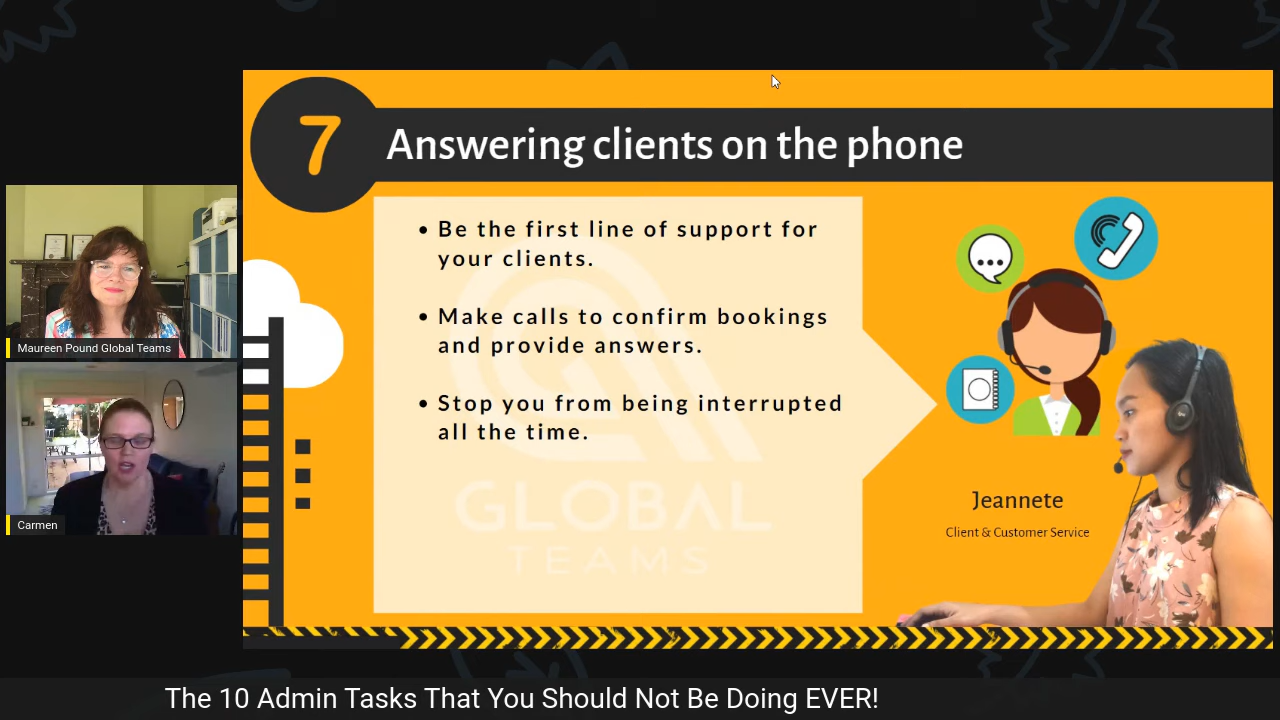 7
Answering clients on the phone
• Be the first line of support for
your clients.
• Make calls to confirm bookings
and provide answers.
• Stop you from being interrupted
all the time.
GLOBAL
TEAMS
Jeannete
Client & Customer Service
Maureen Pound Global Teams
Carmen
The 10 Admin Tasks That You Should Not Be Doing EVER!